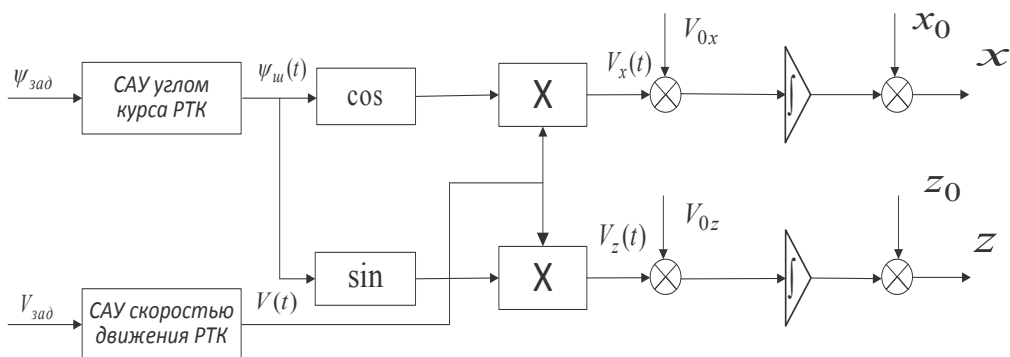 ψзад
САУ углом
курса РТК
ψш(t)
cos
X
Vx(t)
V0x
∫
x0
x
sin
X
Vz(t)
V0z
∫
z0
z
Vзад
САУ скоростью
движения РТК
V(t)